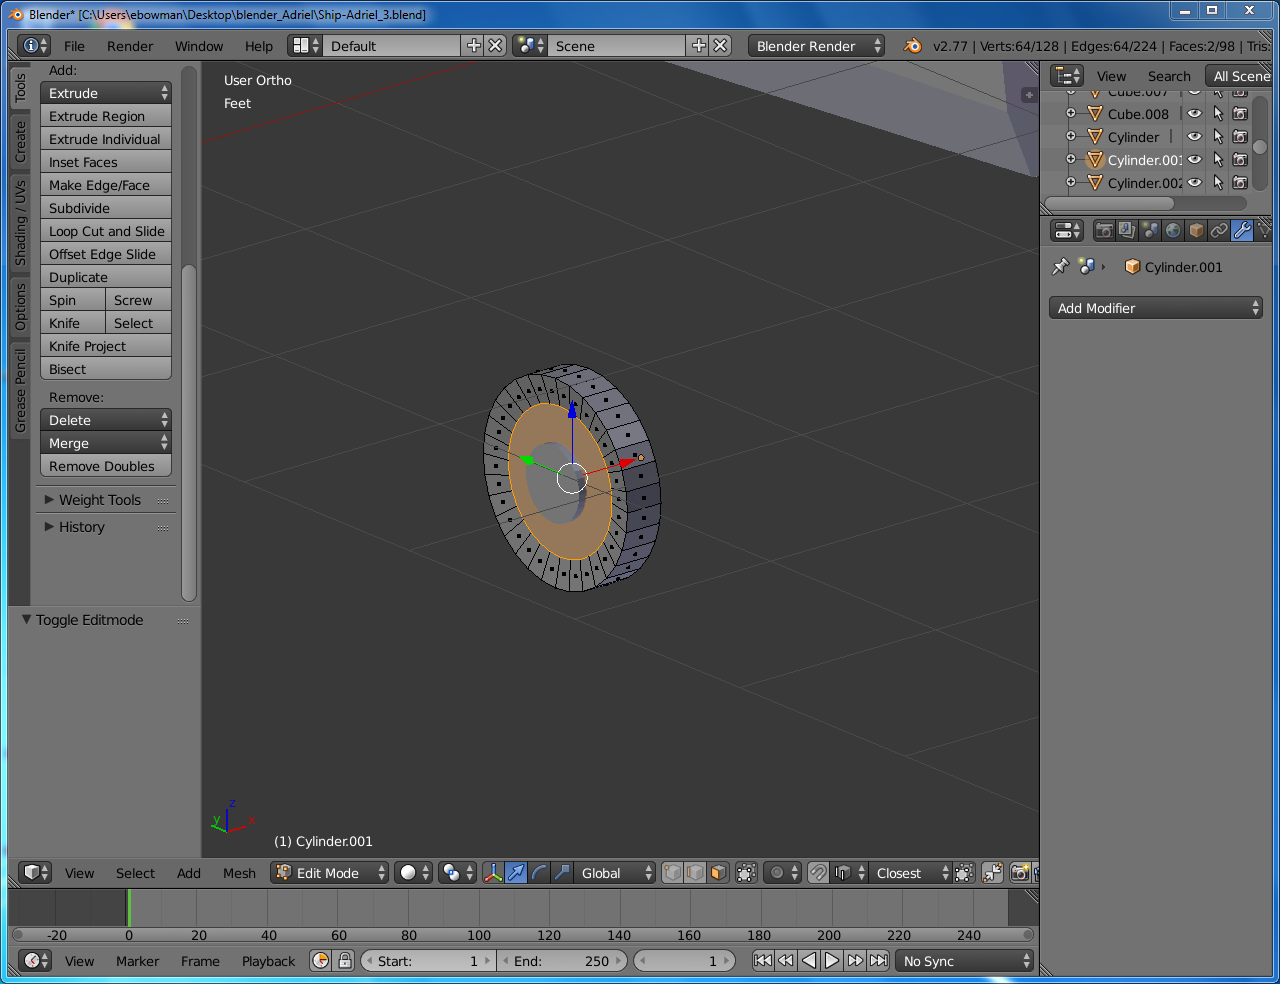 Blender* [C:\Users\ebowman\Desktop\blender_Adriel\Ship-Adriel_3.blend]
File Render Window Help Default Scene Blender Render v2.77 | Verts:64/128 | Edges:64/224 | Faces:2/98 | Tris:
Tools
Create
Shading / UVs
Options
Grease Pencil
Add:
Extrude
Extrude Region
Extrude Individual
Inset Faces
Make Edge/Face
Subdivide
Loop Cut and Slide
Offset Edge Slide
Duplicate
Spin Screw
Knife Select
Knife Project
Bisect
Remove:
Delete
Merge
Remove Doubles
Weight Tools
History
Toggle Editmode
User Ortho
Feet
z
y x
(1) Cylinder.001
View Search All Scene
Cube.007
Cube.008
Cylinder
Cylinder.001
Cylinder.002
Cylinder.001
Add Modifier
View Select Add Mesh Edit Mode Global Closest
-20 0 20 40 60 80 100 120 140 160 180 200 220 240
View Marker Frame Playback Start: 1 End: 250 1 No Sync